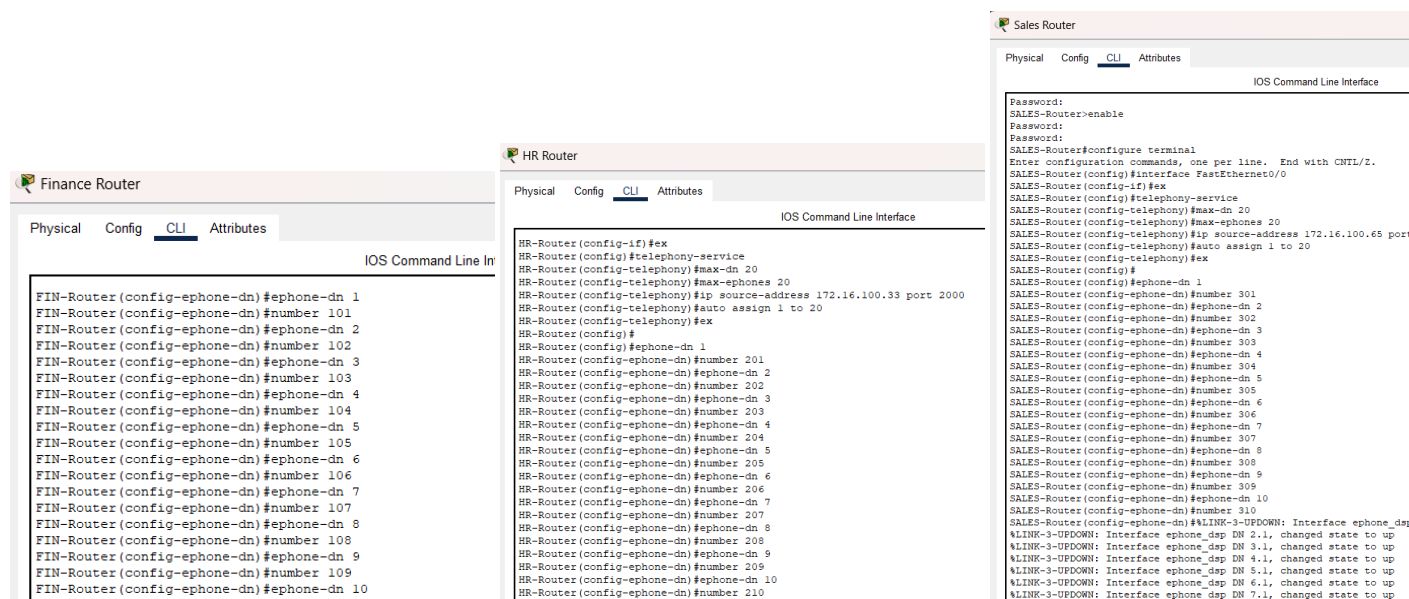 Finance Router
Physical Config CLI Attributes
IOS Command Line In
FIN-Router(config-ephone-dn)#ephone-dn 1
FIN-Router(config-ephone-dn)#number 101
FIN-Router(config-ephone-dn)#ephone-dn 2
FIN-Router(config-ephone-dn)#number 102
FIN-Router(config-ephone-dn)#ephone-dn 3
FIN-Router(config-ephone-dn)#number 103
FIN-Router(config-ephone-dn)#ephone-dn 4
FIN-Router(config-ephone-dn)#number 104
FIN-Router(config-ephone-dn)#ephone-dn 5
FIN-Router(config-ephone-dn)#number 105
FIN-Router(config-ephone-dn)#ephone-dn 6
FIN-Router(config-ephone-dn)#number 106
FIN-Router(config-ephone-dn)#ephone-dn 7
FIN-Router(config-ephone-dn)#number 107
FIN-Router(config-ephone-dn)#ephone-dn 8
FIN-Router(config-ephone-dn)#number 108
FIN-Router(config-ephone-dn)#ephone-dn 9
FIN-Router(config-ephone-dn)#number 109
FIN-Router(config-ephone-dn)#ephone-dn 10
HR Router
Physical Config CLI Attributes
IOS Command Line Interface
HR-Router(config-if)#ex
HR-Router(config)#telephony-service
HR-Router(config-telephony)#max-dn 20
HR-Router(config-telephony)#max-ephones 20
HR-Router(config-telephony)#ip source-address 172.16.100.33 port 2000
HR-Router(config-telephony)#auto assign 1 to 20
HR-Router(config-telephony)#ex
HR-Router(config)#
HR-Router(config)#ephone-dn 1
HR-Router(config-ephone-dn)#number 201
HR-Router(config-ephone-dn)#ephone-dn 2
HR-Router(config-ephone-dn)#number 202
HR-Router(config-ephone-dn)#ephone-dn 3
HR-Router(config-ephone-dn)#number 203
HR-Router(config-ephone-dn)#ephone-dn 4
HR-Router(config-ephone-dn)#number 204
HR-Router(config-ephone-dn)#ephone-dn 5
HR-Router(config-ephone-dn)#number 205
HR-Router(config-ephone-dn)#ephone-dn 6
HR-Router(config-ephone-dn)#number 206
HR-Router(config-ephone-dn)#ephone-dn 7
HR-Router(config-ephone-dn)#number 207
HR-Router(config-ephone-dn)#ephone-dn 8
HR-Router(config-ephone-dn)#number 208
HR-Router(config-ephone-dn)#ephone-dn 9
HR-Router(config-ephone-dn)#number 209
HR-Router(config-ephone-dn)#ephone-dn 10
HR-Router(config-ephone-dn)#number 210
Sales Router
Physical Config CLI Attributes
IOS Command Line Interface
Password:
SALES-Router>enable
Password:
Password:
SALES-Router#configure terminal
Enter configuration commands, one per line. End with CNTL/Z.
SALES-Router(config)#interface FastEthernet0/0
SALES-Router(config-if)#ex
SALES-Router(config)#telephony-service
SALES-Router(config-telephony)#max-dn 20
SALES-Router(config-telephony)#max-ephones 20
SALES-Router(config-telephony)#ip source-address 172.16.100.65 port
SALES-Router(config-telephony)#auto assign 1 to 20
SALES-Router(config-telephony)#ex
SALES-Router(config)#
SALES-Router(config)#ephone-dn 1
SALES-Router(config-ephone-dn)#number 301
SALES-Router(config-ephone-dn)#ephone-dn 2
SALES-Router(config-ephone-dn)#number 302
SALES-Router(config-ephone-dn)#ephone-dn 3
SALES-Router(config-ephone-dn)#number 303
SALES-Router(config-ephone-dn)#ephone-dn 4
SALES-Router(config-ephone-dn)#number 304
SALES-Router(config-ephone-dn)#ephone-dn 5
SALES-Router(config-ephone-dn)#number 305
SALES-Router(config-ephone-dn)#ephone-dn 6
SALES-Router(config-ephone-dn)#number 306
SALES-Router(config-ephone-dn)#ephone-dn 7
SALES-Router(config-ephone-dn)#number 307
SALES-Router(config-ephone-dn)#ephone-dn 8
SALES-Router(config-ephone-dn)#number 308
SALES-Router(config-ephone-dn)#ephone-dn 9
SALES-Router(config-ephone-dn)#number 309
SALES-Router(config-ephone-dn)#ephone-dn 10
SALES-Router(config-ephone-dn)#number 310
SALES-Router(config-ephone-dn)#%LINK-3-UPDOWN: Interface ephone_dsp
%LINK-3-UPDOWN: Interface ephone_dsp DN 2.1, changed state to up
%LINK-3-UPDOWN: Interface ephone_dsp DN 3.1, changed state to up
%LINK-3-UPDOWN: Interface ephone_dsp DN 4.1, changed state to up
%LINK-3-UPDOWN: Interface ephone_dsp DN 5.1, changed state to up
%LINK-3-UPDOWN: Interface ephone_dsp DN 6.1, changed state to up
%LINK-3-UPDOWN: Interface ephone_dsp DN 7.1, changed state to up